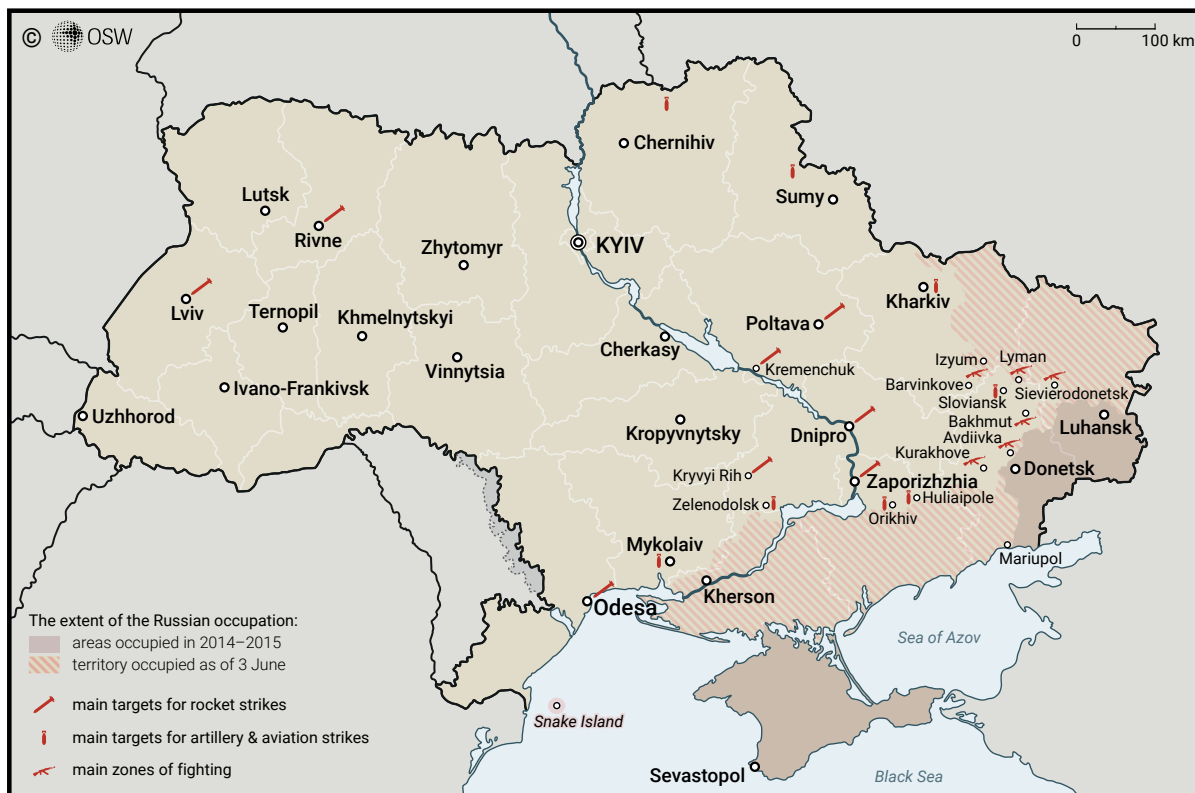 © OSW
0 100 km
Chernihiv
Sumy
Lutsk
Rivne
KYIV
Zhytomyr
Kharkiv
Lviv
Ternopil
Khmelnytskyi
Poltava
Cherkasy
Vinnytsia
Kremenchuk
Izyum
Lyman
Barvinkove
Sloviansk
Sievierodonetsk
Ivano-Frankivsk
Uzhhorod
Bakhmut
Luhansk
Kropyvnytsky
Dnipro
Avdiivka
Kurakhove
Donetsk
Kryvyi Rih
Zaporizhzhia
Huliaipole
Zelenodolsk
Orikhiv
Mykolaiv
Mariupol
Kherson
Odesa
Sea of Azov
Snake Island
Sevastopol
Black Sea
The extent of the Russian occupation:
areas occupied in 2014–2015
territory occupied as of 3 June
main targets for rocket strikes
main targets for artillery & aviation strikes
main zones of fighting